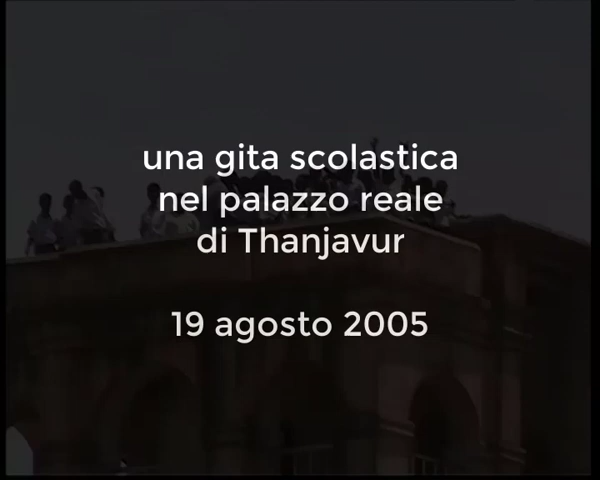 una gita scolastica
nel palazzo reale
di Thanjavur
19 agosto 2005